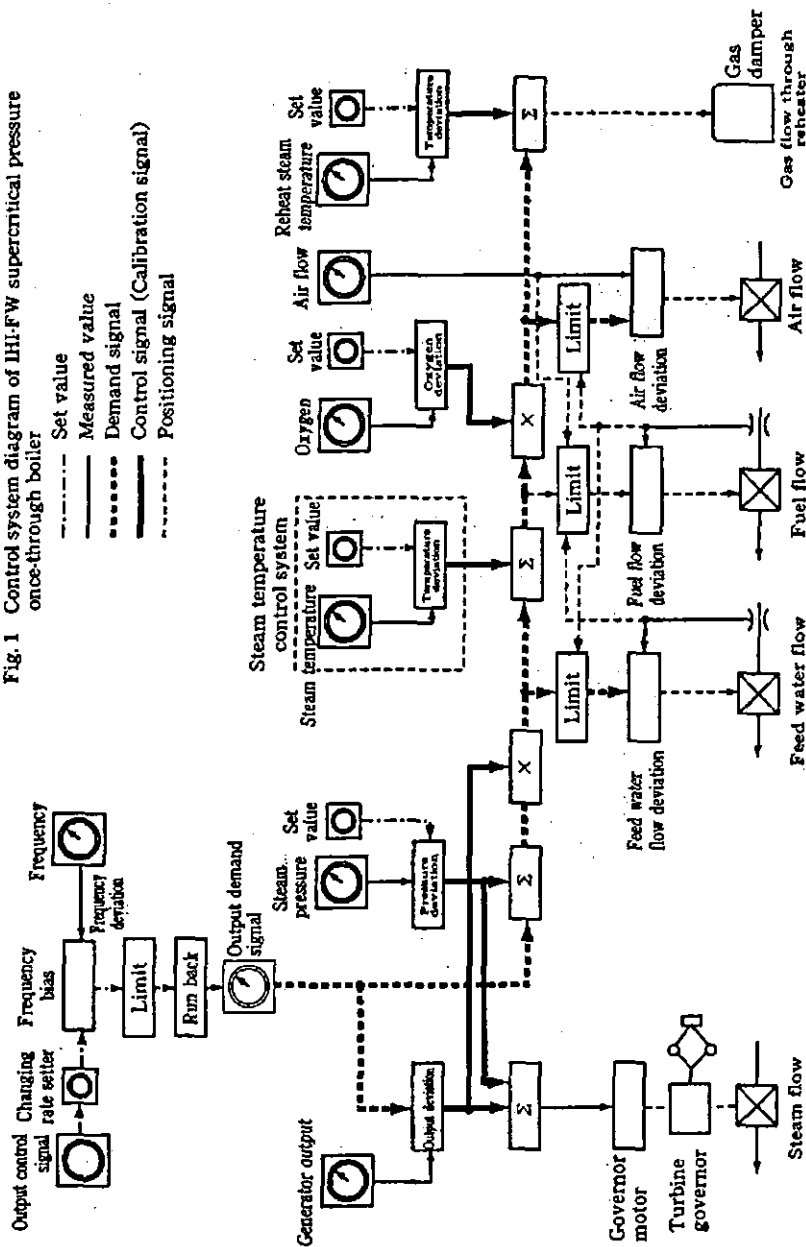 Fig. 1 Control system diagram of IHI-FW supercritical pressure
once-through boiler
Set value
Measured value
Demand signal
Control signal (Calibration signal)
Positioning signal
Output control
signal
Changing
rate setter
Frequency
bias
Frequency
Frequency
deviation
Limit
Run back
Output demand
signal
Generator output
Output deviation
Σ
Governor
motor
Turbine
governor
Steam flow
Steam
pressure
Set
value
Pressure
deviation
Σ
×
Steam temperature
control system
Steam temperature
Set value
Temperature
deviation
Σ
Oxygen
Set
value
Oxygen
deviation
×
Air flow
Reheat steam
temperature
Set
value
Temperature
deviation
Σ
Limit
Limit
Limit
Feed water
flow deviation
Fuel flow
deviation
Air flow
deviation
Feed water flow
Fuel flow
Air flow
Gas
damper
Gas flow through
reheater